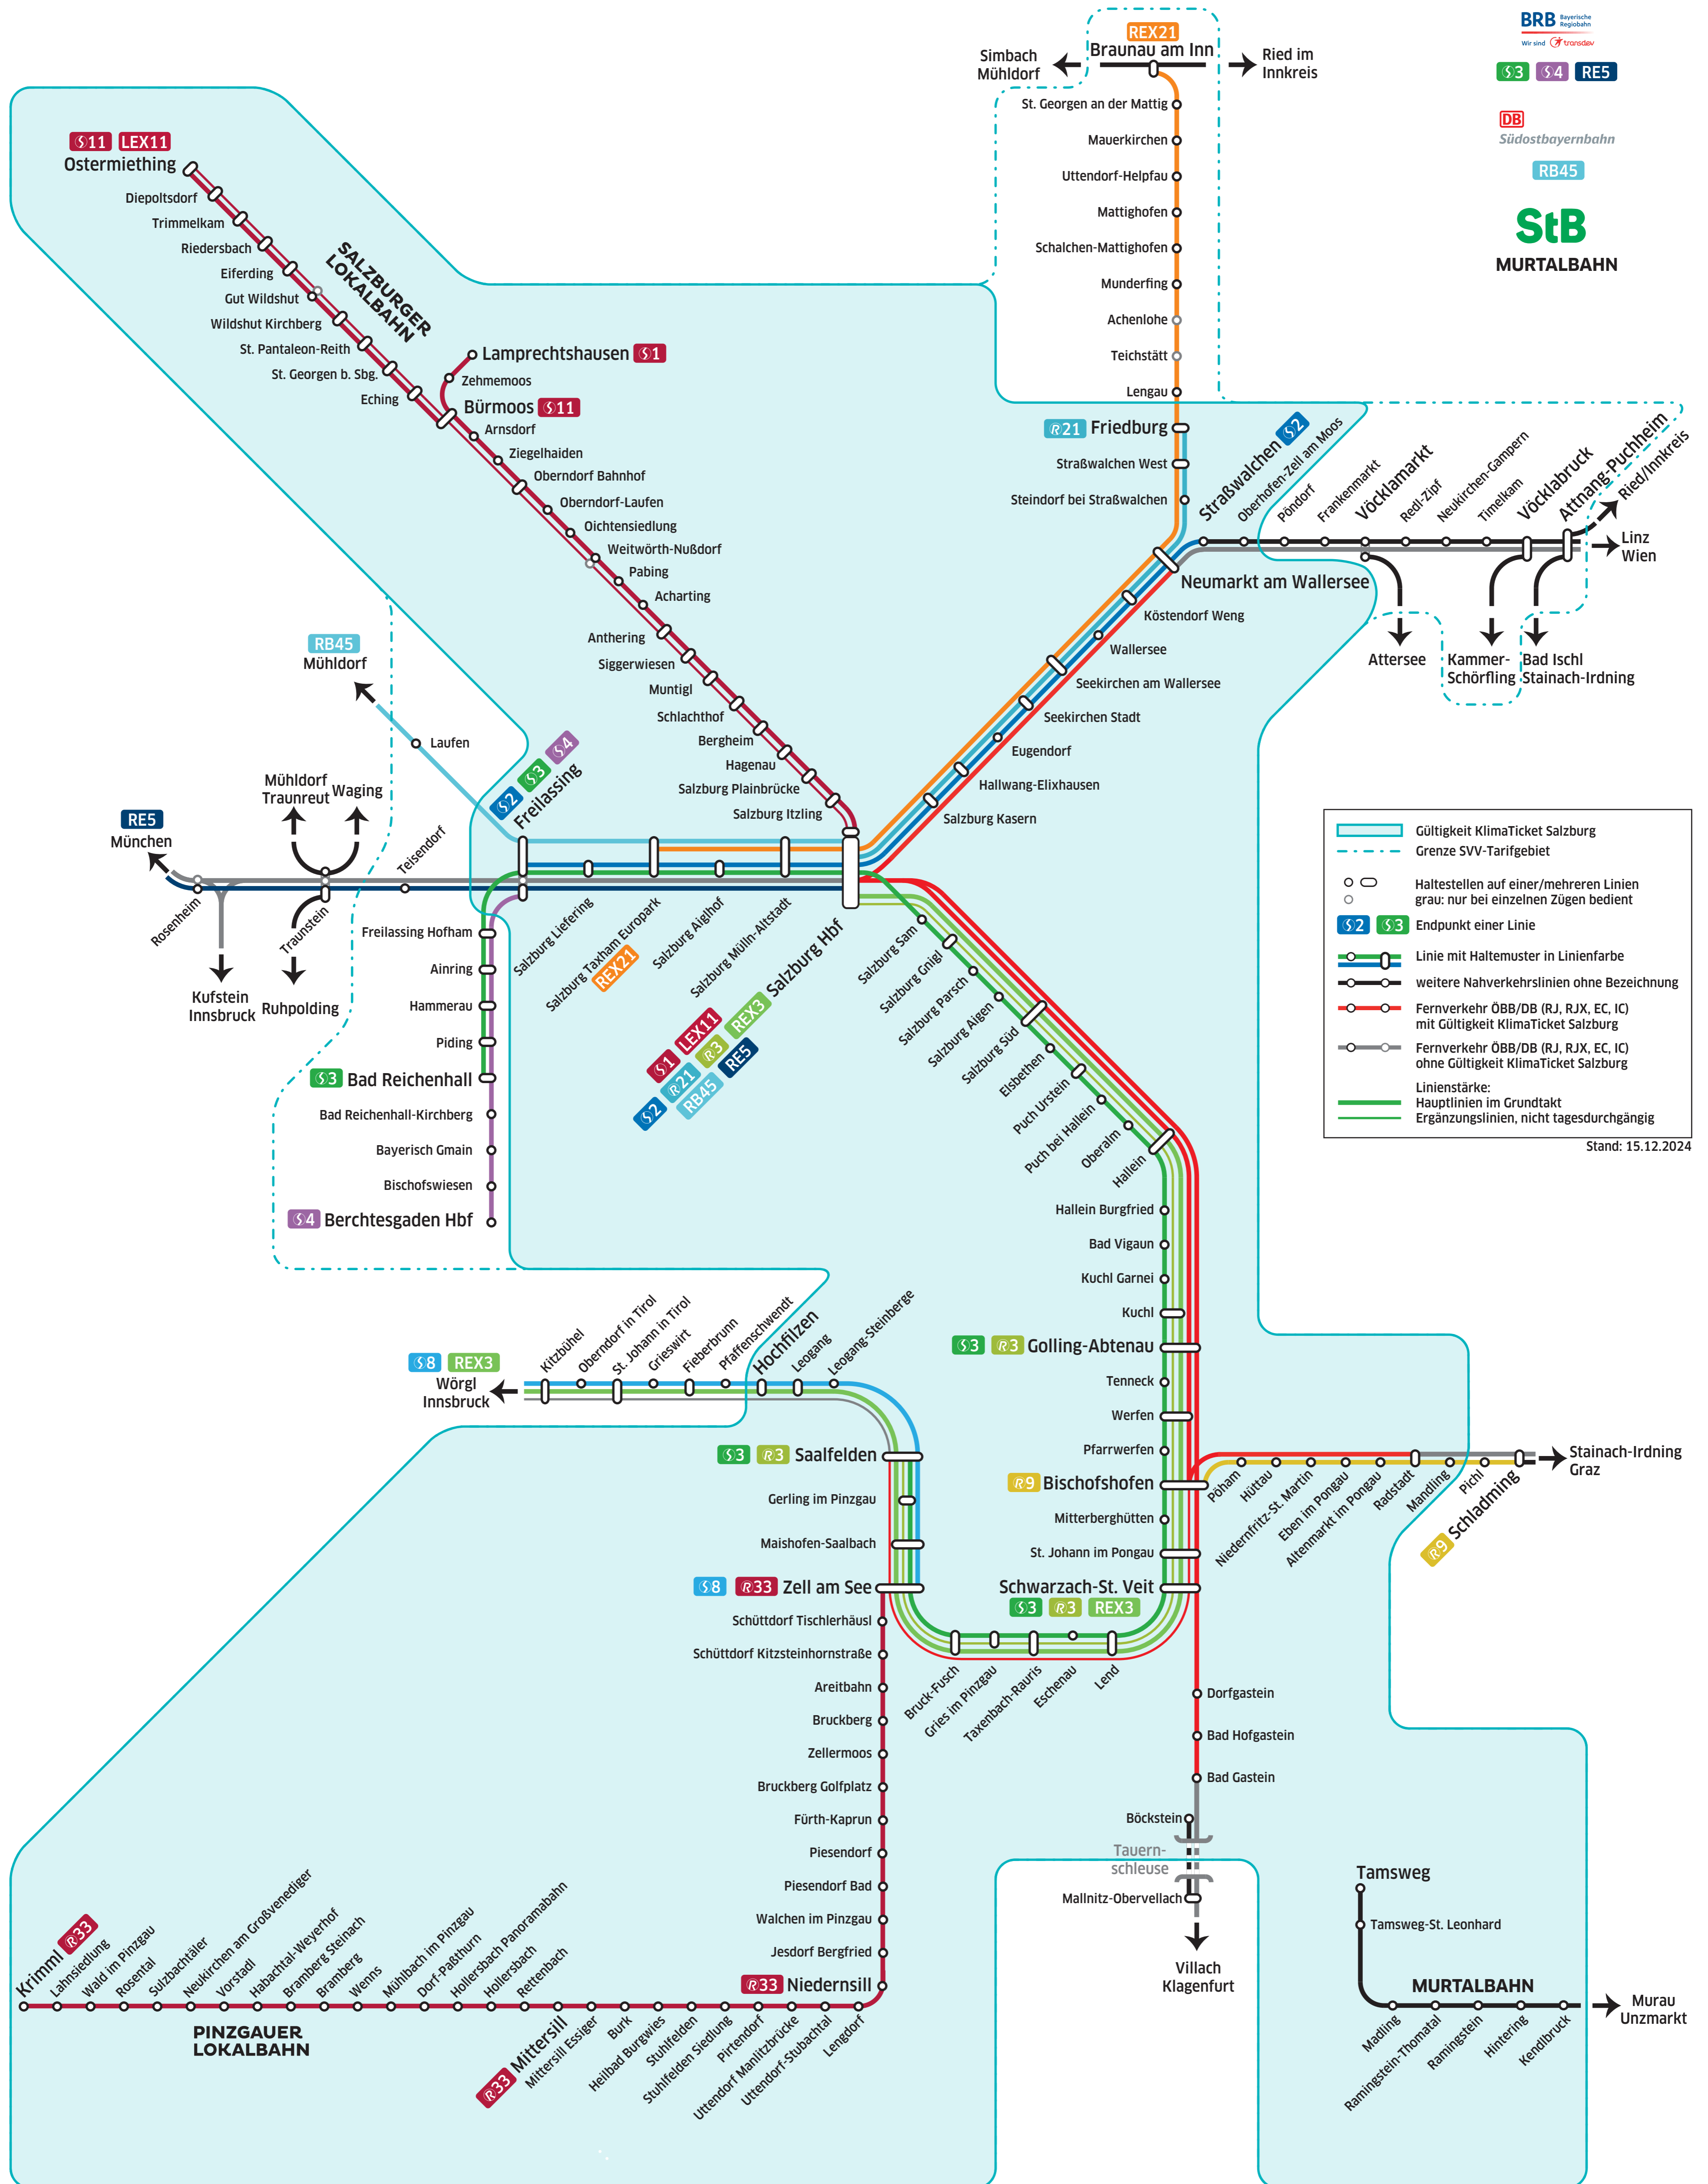 BRB Bayerische
Regiobahn
Wir sind transdev
S3 S4 RE5
DB
Südostbayernbahn
RB45
StB
MURTALBAHN
REX21
Braunau am Inn
Simbach
Mühldorf
Ried im
Innkreis
St. Georgen an der Mattig
Mauerkirchen
Uttendorf-Helpfau
Mattighofen
Schalchen-Mattighofen
Munderfing
Achenlohe
Teichstätt
Lengau
R21 Friedburg
Straßwalchen West
Steindorf bei Straßwalchen
S11 LEX11
Ostermiething
Diepoltsdorf
Trimmelkam
Riedersbach
Eiferding
Gut Wildshut
Wildshut Kirchberg
St. Pantaleon-Reith
St. Georgen b. Sbg.
Eching
SALZBURGER
LOKALBAHN
Lamprechtshausen S1
Zehmemoos
Bürmoos S11
Arnsdorf
Ziegelhaiden
Oberndorf Bahnhof
Oberndorf-Laufen
Oichtensiedlung
Weitwörth-Nußdorf
Pabing
Acharting
Anthering
Siggerwiesen
Muntigl
Schlachthof
Bergheim
Hagenau
Salzburg Plainbrücke
Salzburg Itzling
Straßwalchen S2
Oberhofen-Zell am Moos
Pöndorf
Frankenmarkt
Vöcklamarkt
Redl-Zipf
Neukirchen-Gampern
Timelkam
Vöcklabruck
Attnang-Puchheim
Ried/Innkreis
Linz
Wien
Attersee
Kammer-
Schörfling
Bad Ischl
Stainach-Irdning
Neumarkt am Wallersee
Köstendorf Weng
Wallersee
Seekirchen am Wallersee
Seekirchen Stadt
Eugendorf
Hallwang-Elixhausen
Salzburg Kasern
RB45
Mühldorf
Laufen
Mühldorf
Traunreut
Waging
RE5
München
Rosenheim
Kufstein
Innsbruck
Traunstein
Ruhpolding
Teisendorf
S2 S3 S4
Freilassing
Salzburg Liefering
Salzburg Taxham Europark
REX21
Salzburg Aiglhof
Salzburg Mülln-Altstadt
Salzburg Hbf
S1 LEX11
S2 R21 R3 REX3
RB45 RE5
Freilassing Hofham
Ainring
Hammerau
Piding
S3 Bad Reichenhall
Bad Reichenhall-Kirchberg
Bayerisch Gmain
Bischofswiesen
S4 Berchtesgaden Hbf
Salzburg Sam
Salzburg Gnigl
Salzburg Parsch
Salzburg Aigen
Salzburg Süd
Elsbethen
Puch Urstein
Puch bei Hallein
Oberalm
Hallein
Hallein Burgfried
Bad Vigaun
Kuchl Garnei
Kuchl
S3 R3 Golling-Abtenau
Tenneck
Werfen
Pfarrwerfen
R9 Bischofshofen
Mitterberghütten
St. Johann im Pongau
Schwarzach-St. Veit
S3 R3 REX3
Gültigkeit KlimaTicket Salzburg
Grenze SVV-Tarifgebiet
Haltestellen auf einer/mehreren Linien
grau: nur bei einzelnen Zügen bedient
S2 S3 Endpunkt einer Linie
Linie mit Haltemuster in Linienfarbe
weitere Nahverkehrslinien ohne Bezeichnung
Fernverkehr ÖBB/DB (RJ, RJX, EC, IC)
mit Gültigkeit KlimaTicket Salzburg
Fernverkehr ÖBB/DB (RJ, RJX, EC, IC)
ohne Gültigkeit KlimaTicket Salzburg
Linienstärke:
Hauptlinien im Grundtakt
Ergänzungslinien, nicht tagesdurchgängig
Stand: 15.12.2024
S8 REX3
Wörgl
Innsbruck
Kitzbühel
Oberndorf in Tirol
St. Johann in Tirol
Grieswirt
Fieberbrunn
Pfaffenschwendt
Hochfilzen
Leogang
Leogang-Steinberge
S3 R3 Saalfelden
Gerling im Pinzgau
Maishofen-Saalbach
S8 R33 Zell am See
Bruck-Fusch
Gries im Pinzgau
Taxenbach-Rauris
Eschenau
Lend
Pöham
Hüttau
Niedernfritz-St. Martin
Eben im Pongau
Altenmarkt im Pongau
Radstadt
Mandling
Pichl
R9 Schladming
Stainach-Irdning
Graz
Schüttdorf Tischlerhäusl
Schüttdorf Kitzsteinhornstraße
Areitbahn
Bruckberg
Zellermoos
Bruckberg Golfplatz
Fürth-Kaprun
Piesendorf
Piesendorf Bad
Walchen im Pinzgau
Jesdorf Bergfried
R33 Niedernsill
Dorfgastein
Bad Hofgastein
Bad Gastein
Böckstein
Tauern-
schleuse
Mallnitz-Obervellach
Villach
Klagenfurt
Krimml R33
Lahnsiedlung
Wald im Pinzgau
Rosental
Sulzbachtäler
Neukirchen am Großvenediger
Vorstadl
Habachtal-Weyerhof
Bramberg Steinach
Bramberg
Wenns
Mühlbach im Pinzgau
Dorf-Paßthurn
Hollersbach Panoramabahn
Hollersbach
Rettenbach
R33 Mittersill
Mittersill Essiger
Burk
Heilbad Burgwies
Stuhlfelden
Stuhlfelden Siedlung
Pirtendorf
Uttendorf Manlitzbrücke
Uttendorf-Stubachtal
Lengdorf
PINZGAUER
LOKALBAHN
Tamsweg
Tamsweg-St. Leonhard
MURTALBAHN
Madling
Ramingstein-Thomatal
Ramingstein
Hintering
Kendlbruck
Murau
Unzmarkt